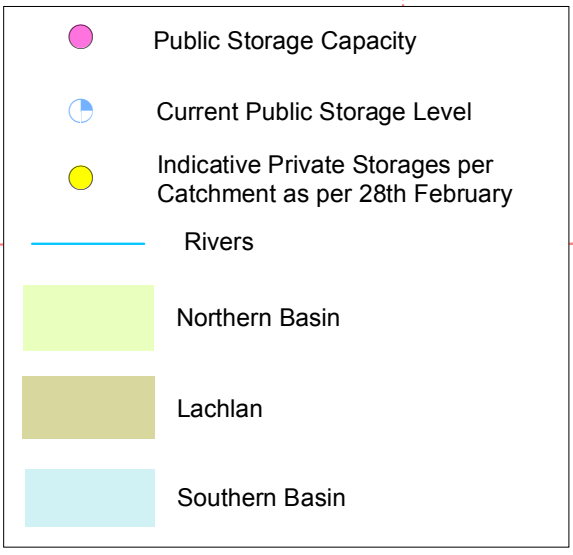 Public Storage Capacity
Current Public Storage Level
Indicative Private Storages per
Catchment as per 28th February
Rivers
Northern Basin
Lachlan
Southern Basin